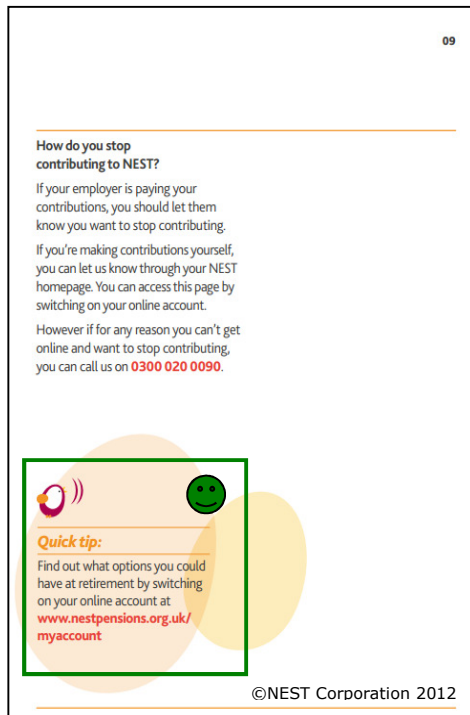 09
How do you stop
contributing to NEST?
If your employer is paying your
contributions, you should let them
know you want to stop contributing.
If you're making contributions yourself,
you can let us know through your NEST
homepage. You can access this page by
switching on your online account.
However if for any reason you can't get
online and want to stop contributing,
you can call us on 0300 020 0090.
Quick tip:
Find out what options you could
have at retirement by switching
on your online account at
www.nestpensions.org.uk/
myaccount
©NEST Corporation 2012